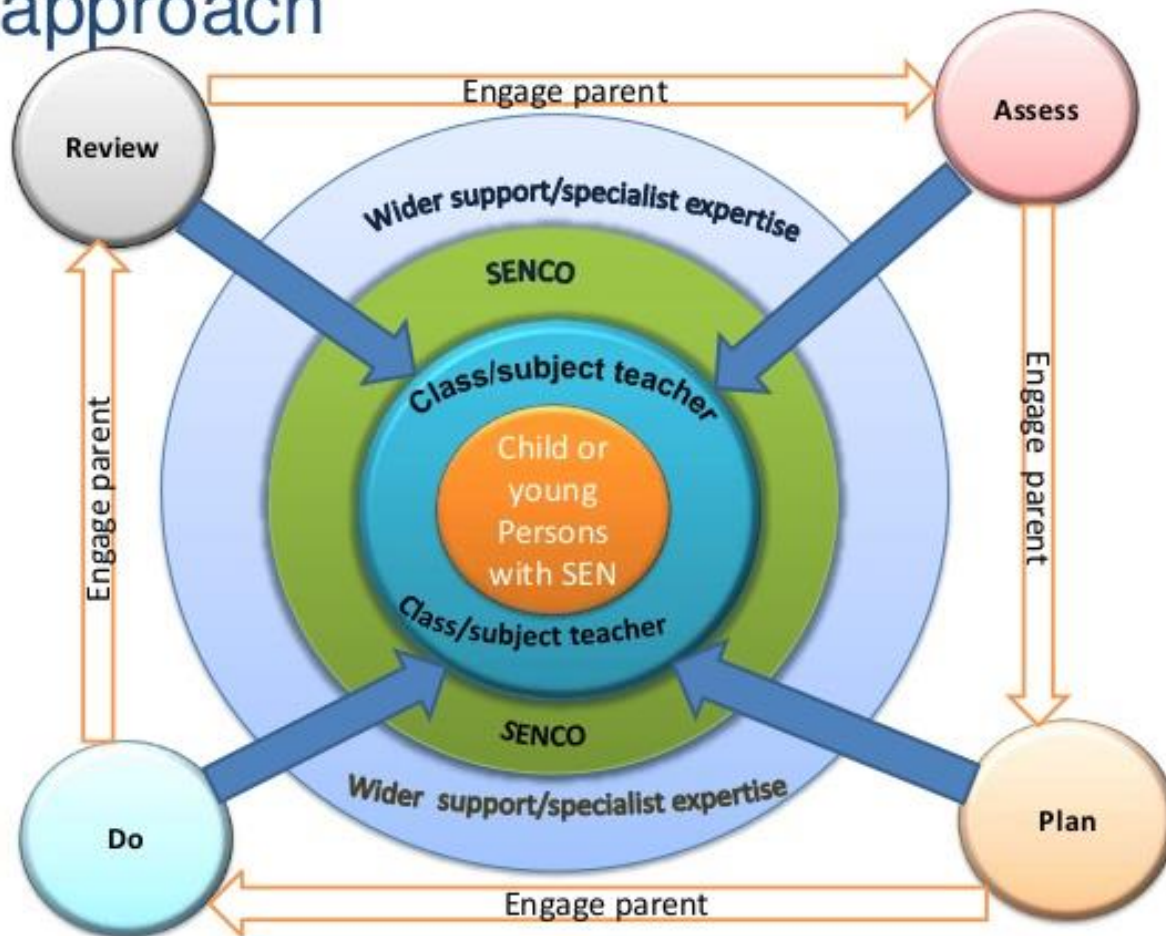 approach
Engage parent
Review
Assess
Wider support/specialist expertise
SENCO
Class/subject teacher
Child or
young
Persons
with SEN
Engage parent
Engage parent
Class/subject teacher
SENCO
Wider support/specialist expertise
Do
Plan
Engage parent